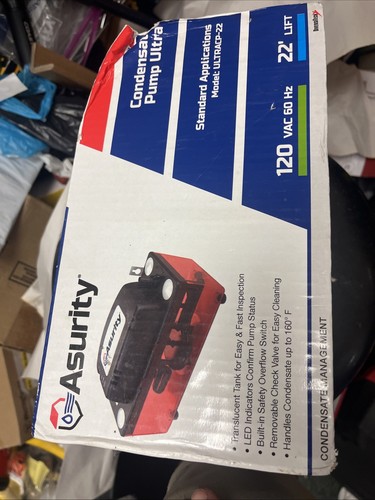 Condensat
Pump Ultra
Standard Applications
Model: ULTRACP-22
120 VAC 60 Hz
22' LIFT
Asurity®
Asurity
• Translucent Tank for Easy & Fast Inspection
• LED Indicators Confirm Pump Status
• Built-in Safety Overflow Switch
• Removable Check Valve for Easy Cleaning
• Handles Condensate up to 160° F
CONDENSATE MANAGEMENT